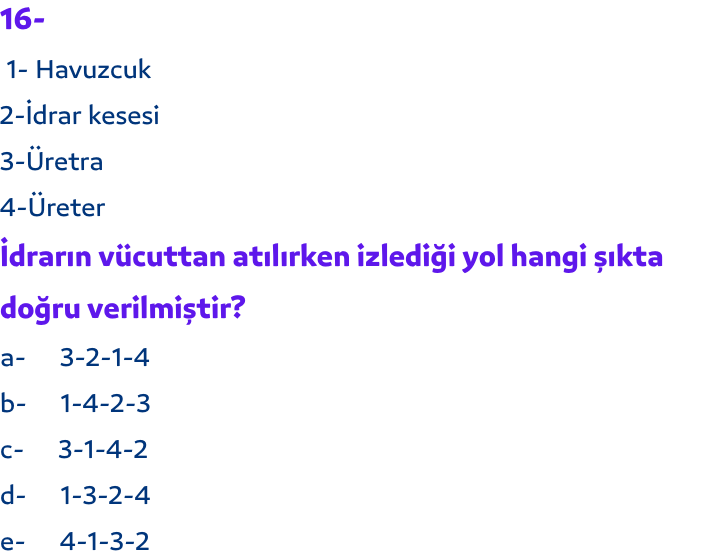 16-
1- Havuzcuk
2-İdrar kesesi
3-Üretra
4-Üreter
İdrarın vücuttan atılırken izlediği yol hangi şıkta
doğru verilmiştir?
a- 3-2-1-4
b- 1-4-2-3
c- 3-1-4-2
d- 1-3-2-4
e- 4-1-3-2